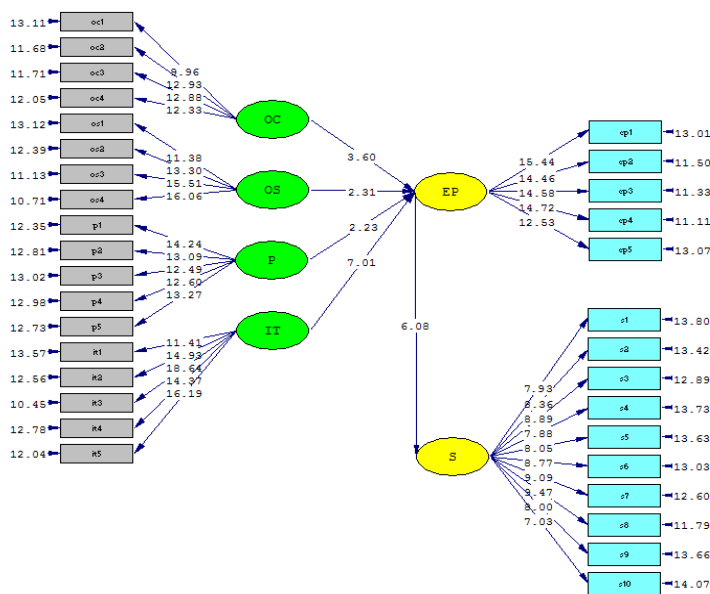 13.11 oc1
11.68 oc2
11.71 oc3
12.05 oc4
13.12 os1
12.39 os2
11.13 os3
10.71 os4
12.35 p1
12.81 p2
13.02 p3
12.98 p4
12.73 p5
13.57 it1
12.56 it2
10.45 it3
12.78 it4
12.04 it5
9.96
12.93
12.88
12.33
11.38
13.30
15.51
16.06
14.24
13.09
12.49
12.60
13.27
11.41
14.93
18.64
14.37
16.19
OC
OS
P
IT
3.60
2.31
2.23
7.01
EP
6.08
S
15.44
14.46
14.58
14.72
12.53
ep1 13.01
ep2 11.50
ep3 11.33
ep4 11.11
ep5 13.07
7.93
8.36
8.89
7.88
8.05
8.77
9.09
9.47
8.00
7.03
s1 13.80
s2 13.42
s3 12.89
s4 13.73
s5 13.63
s6 13.03
s7 12.60
s8 11.79
s9 13.66
s10 14.07